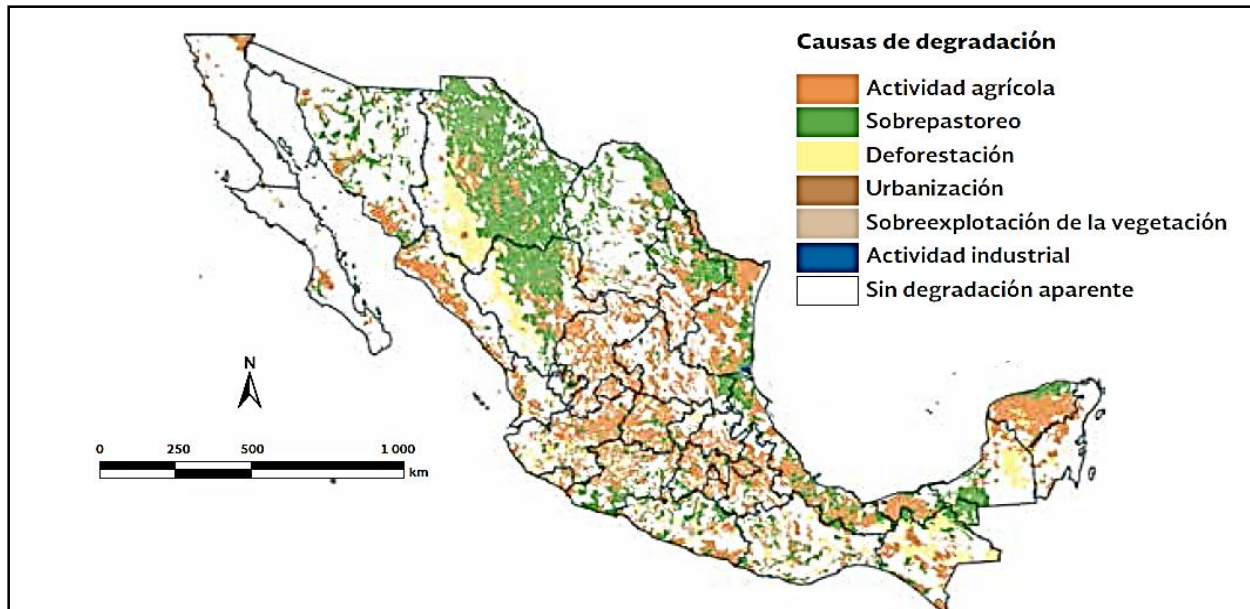 Causas de degradación
Actividad agrícola
Sobrepastoreo
Deforestación
Urbanización
Sobreexplotación de la vegetación
Actividad industrial
Sin degradación aparente
N
0 250 500 1 000
km